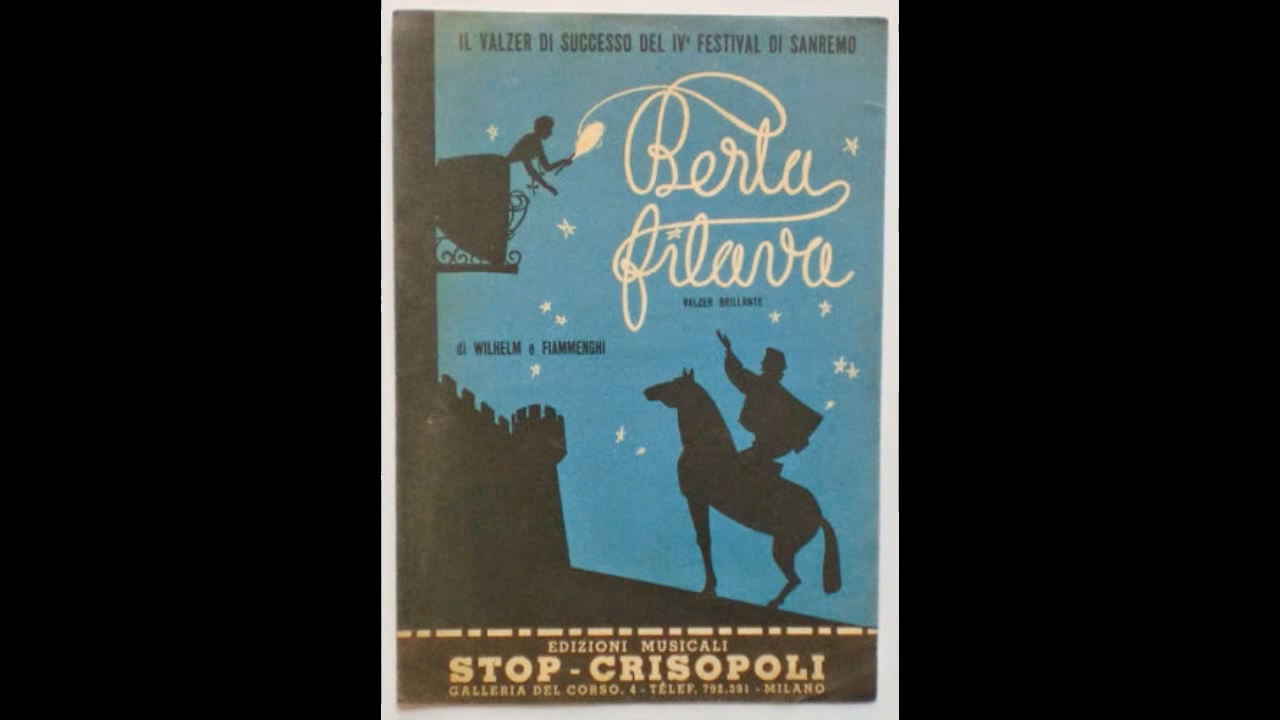 IL VALZER DI SUCCESSO DEL IVº FESTIVAL DI SANREMO
Berta
filava
VALZER BRILLANTE
di WILHELM e FIAMMENGHI
EDIZIONI MUSICALI
STOP - CRISOPOLI
GALLERIA DEL CORSO, 4 - TÉLEF. 792.391 - MILANO